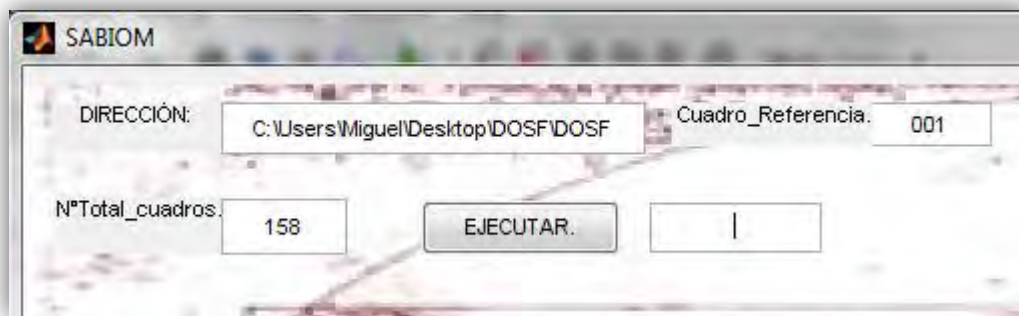 SABIOM
DIRECCIÓN: C:\Users\Miguel\Desktop\DOSF\DOSF Cuadro_Referencia. 001
N°Total_cuadros. 158 EJECUTAR.